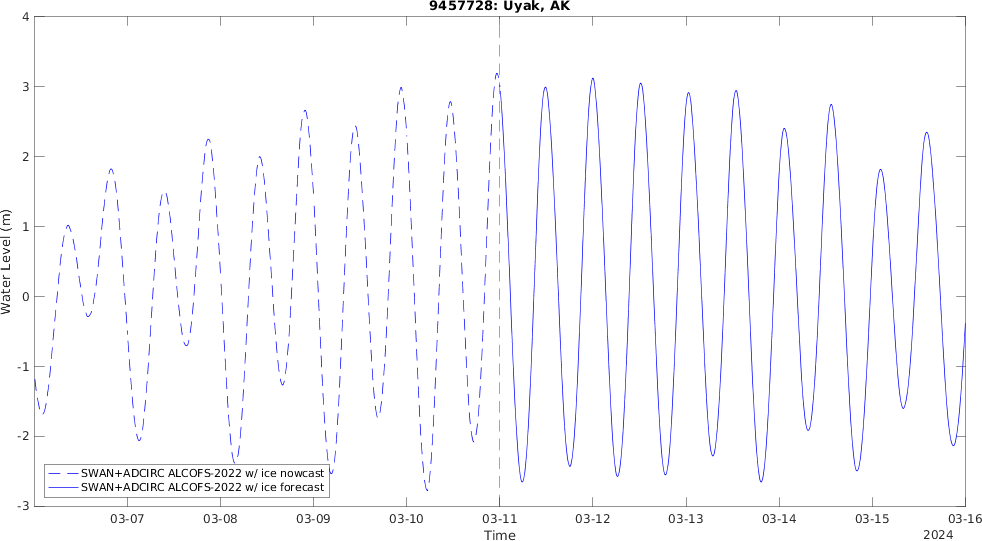 9457728: Uyak, AK
Water Level (m)
4
3
2
1
0
-1
-2
-3
SWAN+ADCIRC ALCOFS-2022 w/ ice nowcast
SWAN+ADCIRC ALCOFS-2022 w/ ice forecast
03-07 03-08 03-09 03-10 03-11 03-12 03-13 03-14 03-15 03-16
Time
2024